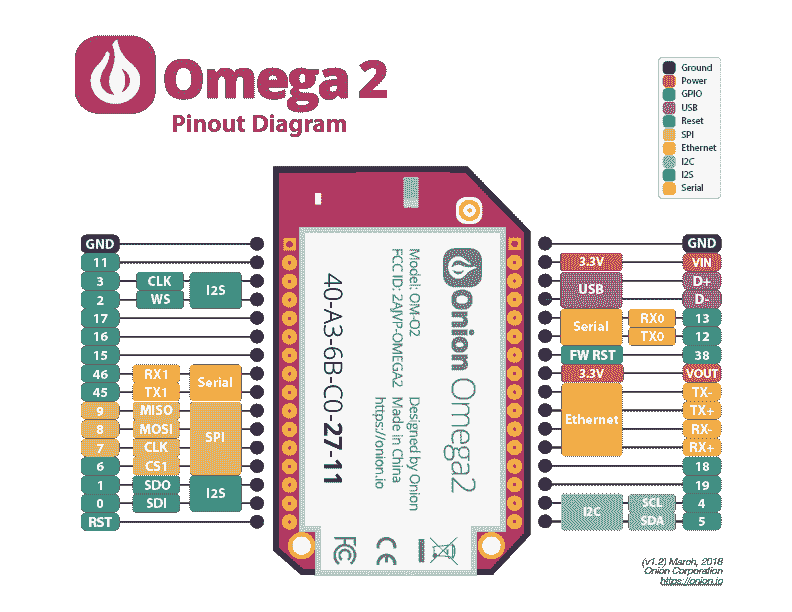 Omega 2
Pinout Diagram
Ground
Power
GPIO
USB
Reset
SPI
Ethernet
I2C
I2S
Serial
GND
11
3 CLK I2S
2 WS
17
16
15
46 RX1 Serial
45 TX1
9 MISO SPI
8 MOSI
7 CLK
6 CS1
1 SDO I2S
0 SDI
RST
Onion Omega2
Model: OM-O2
FCC ID: 2AJVP-OMEGA2
Designed by Onion
Made in China
https://onion.io
40-A3-6B-C0-27-11
FC CE
GND
3.3V VIN
USB D+
D-
Serial RX0 13
TX0 12
FW RST 38
3.3V VOUT
Ethernet TX-
TX+
RX-
RX+
18
19
I2C SCL 4
SDA 5
(v1.2) March, 2018
Onion Corporation
https://onion.io